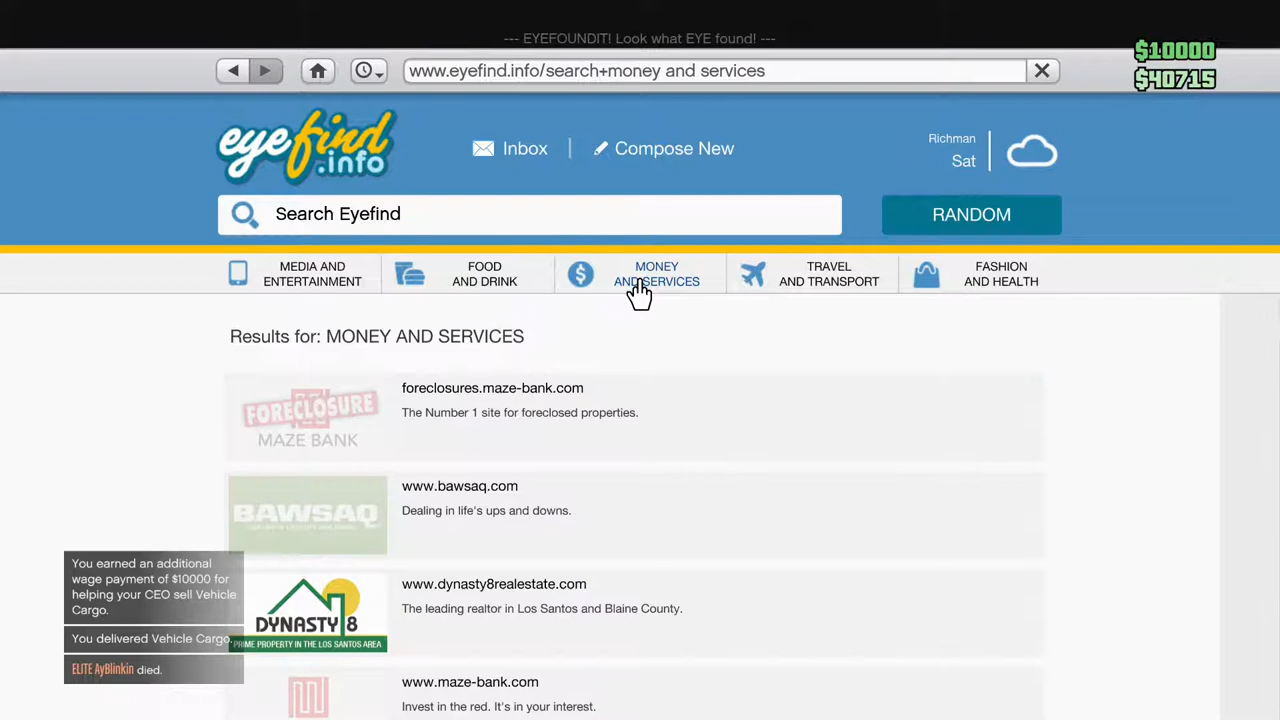 --- EYEFOUNDIT! Look what EYE found! ---
$10000
$40715
www.eyefind.info/search+money and services
eyefind
.info
Inbox
Compose New
Richman
Sat
Search Eyefind
RANDOM
MEDIA AND
ENTERTAINMENT
FOOD
AND DRINK
MONEY
AND SERVICES
TRAVEL
AND TRANSPORT
FASHION
AND HEALTH
Results for: MONEY AND SERVICES
FORECLOSURE
MAZE BANK
foreclosures.maze-bank.com
The Number 1 site for foreclosed properties.
BAWSAQ
www.bawsaq.com
Dealing in life's ups and downs.
DYNASTY 8
PRIME PROPERTY IN THE LOS SANTOS AREA
www.dynasty8realestate.com
The leading realtor in Los Santos and Blaine County.
www.maze-bank.com
Invest in the red. It's in your interest.
You earned an additional
wage payment of $10000 for
helping your CEO sell Vehicle
Cargo.
You delivered Vehicle Cargo.
ELITE AyBlinkin died.